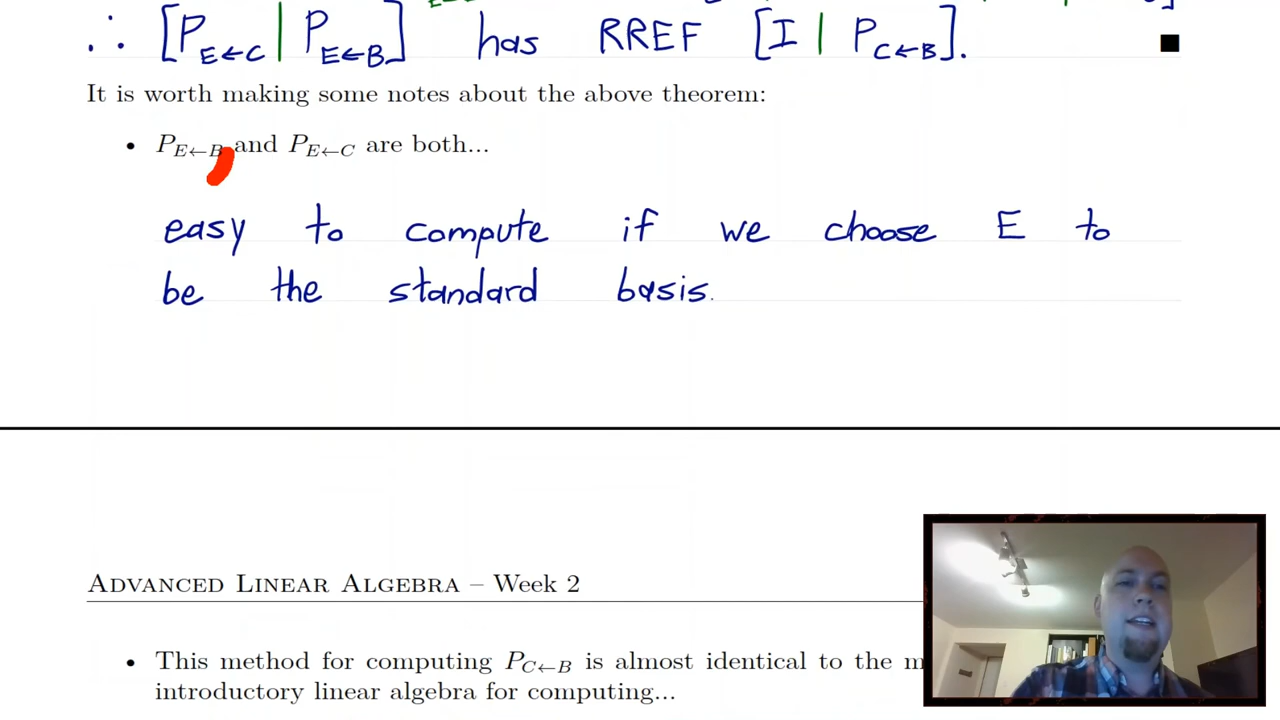 ∴ [P_{E←C} | P_{E←B}] has RREF [I | P_{C←B}]. ■
It is worth making some notes about the above theorem:
• P_{E←B} and P_{E←C} are both...
easy to compute if we choose E to
be the standard basis.
Advanced Linear Algebra – Week 2
• This method for computing P_{C←B} is almost identical to the
introductory linear algebra for computing...